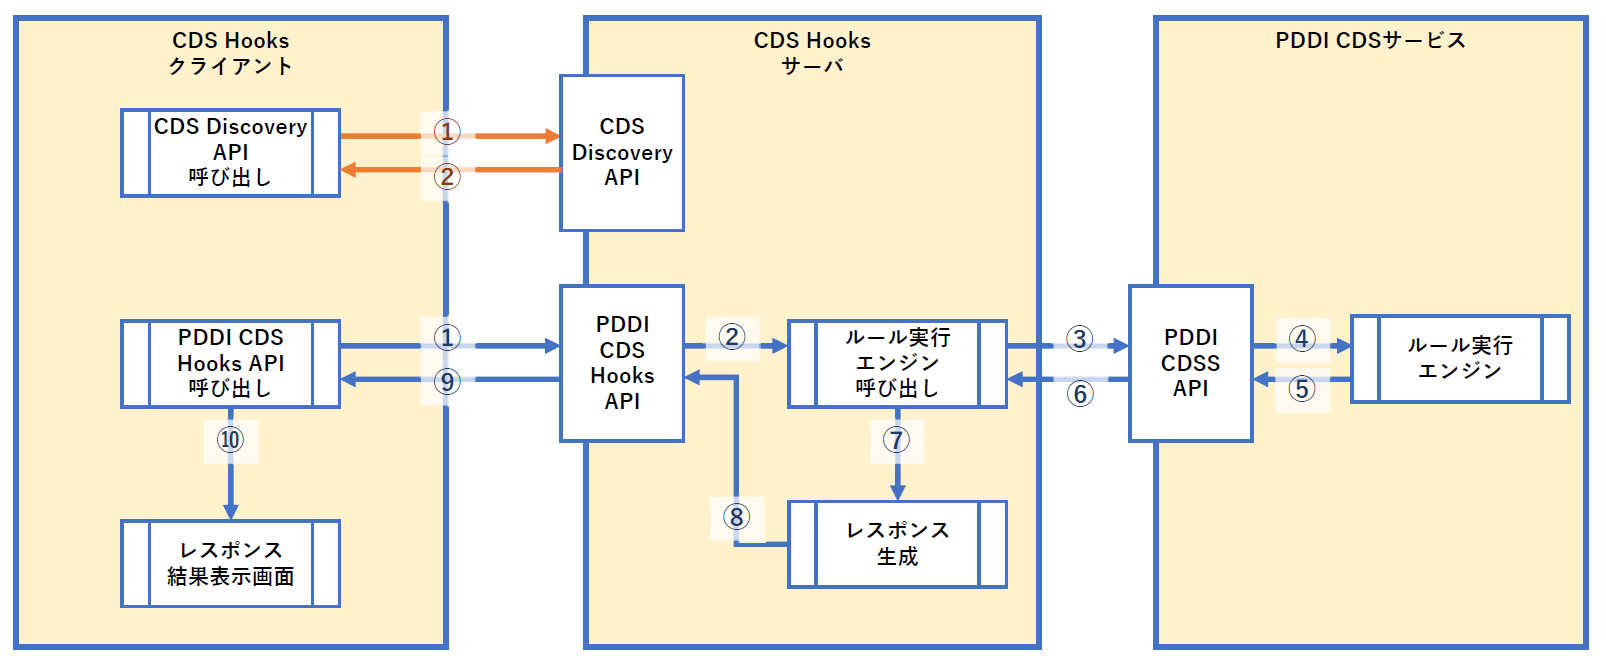 CDS Hooks
クライアント
CDS Discovery
API
呼び出し
①
②
PDDI CDS
Hooks API
呼び出し
①
⑨
⑩
レスポンス
結果表示画面
CDS Hooks
サーバ
CDS
Discovery
API
PDDI
CDS
Hooks
API
②
ルール実行
エンジン
呼び出し
⑦
⑧
レスポンス
生成
③
⑥
PDDI CDSサービス
PDDI
CDSS
API
④
⑤
ルール実行
エンジン